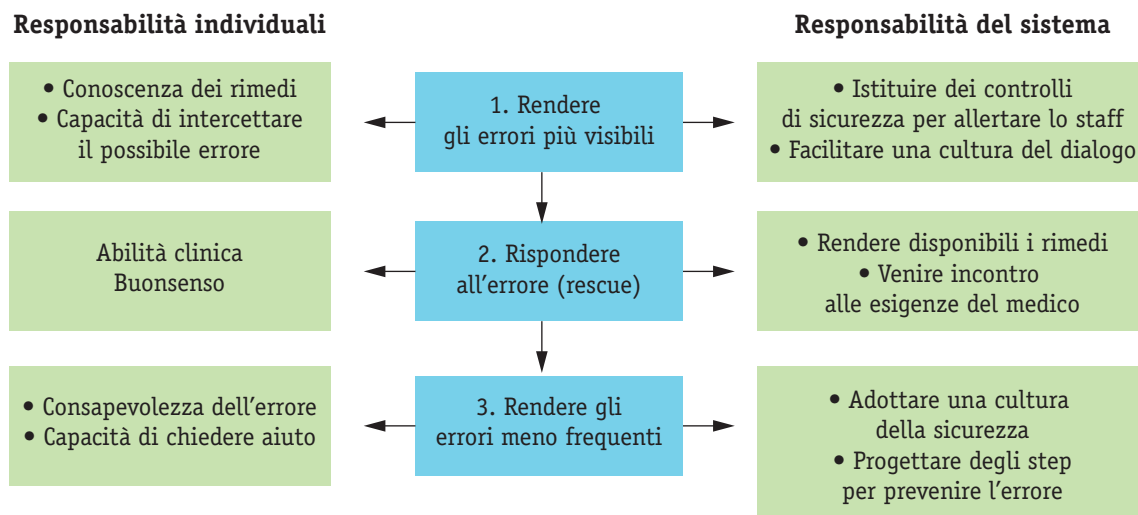 Responsabilità individuali
Responsabilità del sistema
• Conoscenza dei rimedi
• Capacità di intercettare
il possibile errore
1. Rendere
gli errori più visibili
• Istituire dei controlli
di sicurezza per allertare lo staff
• Facilitare una cultura del dialogo
Abilità clinica
Buonsenso
2. Rispondere
all'errore (rescue)
• Rendere disponibili i rimedi
• Venire incontro
alle esigenze del medico
• Consapevolezza dell'errore
• Capacità di chiedere aiuto
3. Rendere gli
errori meno frequenti
• Adottare una cultura
della sicurezza
• Progettare degli step
per prevenire l'errore